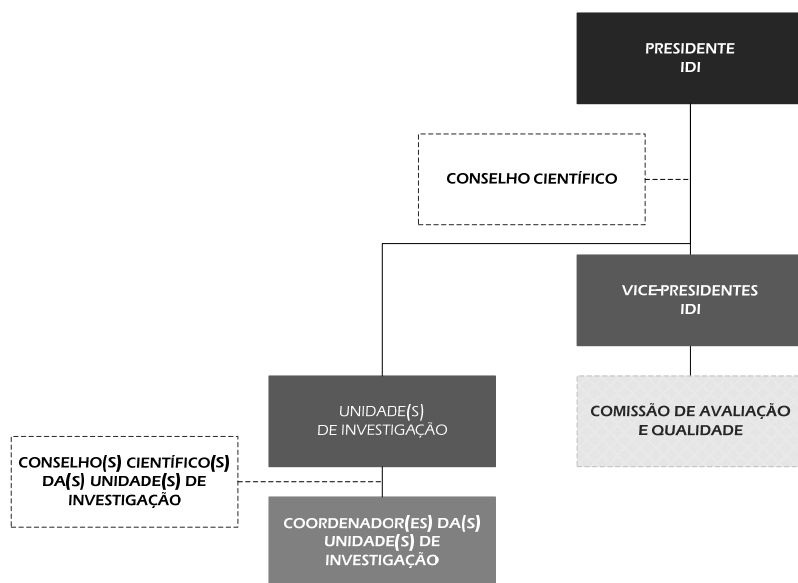 PRESIDENTE
IDI
CONSELHO CIENTÍFICO
VICE-PRESIDENTES
IDI
UNIDADE(S)
DE INVESTIGAÇÃO
COMISSÃO DE AVALIAÇÃO
E QUALIDADE
CONSELHO(S) CIENTÍFICO(S)
DA(S) UNIDADE(S) DE
INVESTIGAÇÃO
COORDENADOR(ES) DA(S)
UNIDADE(S) DE
INVESTIGAÇÃO